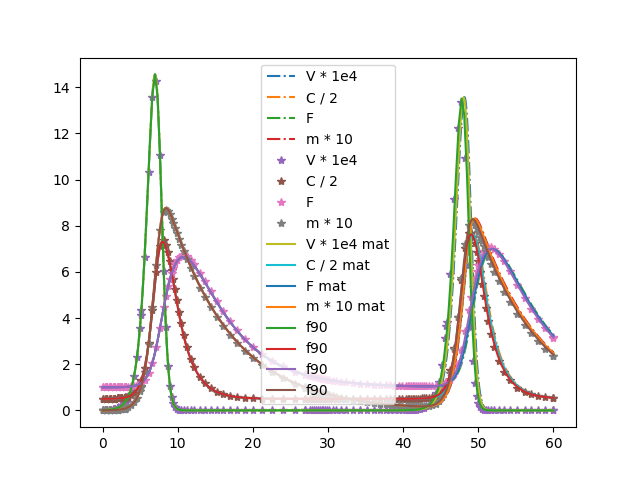 14
12
10
8
6
4
2
0
V * 1e4
C / 2
F
m * 10
V * 1e4
C / 2
F
m * 10
V * 1e4 mat
C / 2 mat
F mat
m * 10 mat
f90
f90
f90
f90
0 10 20 30 40 50 60